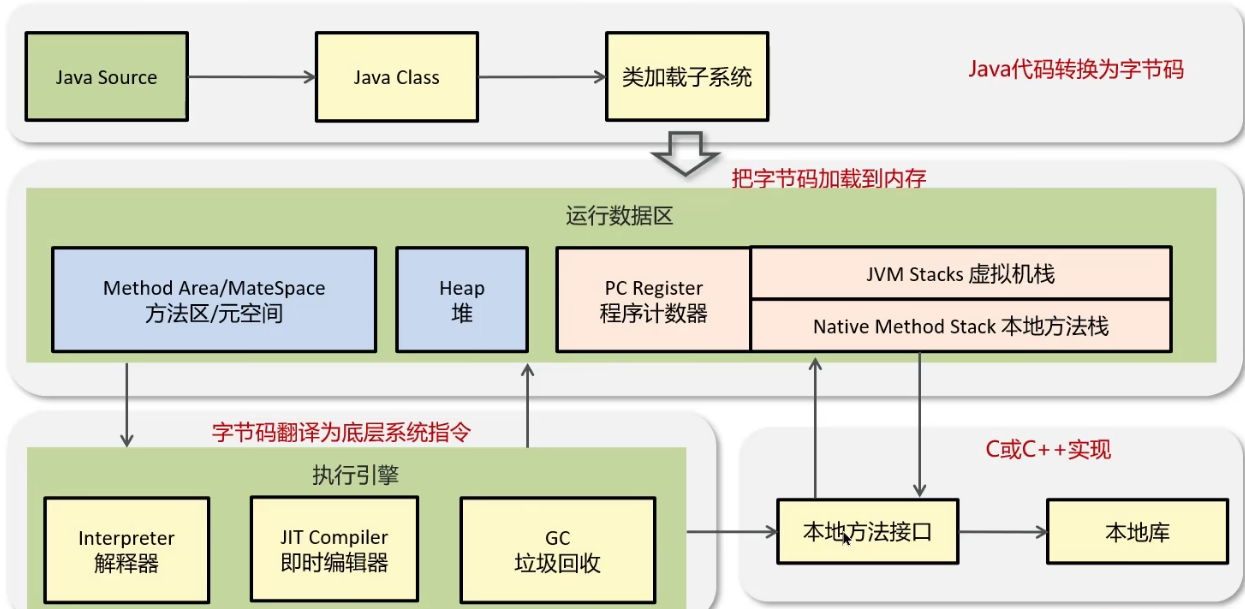 Java Source
Java Class
类加载子系统
Java代码转换为字节码
把字节码加载到内存
运行数据区
Method Area/MateSpace
方法区/元空间
Heap
堆
PC Register
程序计数器
JVM Stacks 虚拟机栈
Native Method Stack 本地方法栈
字节码翻译为底层系统指令
执行引擎
Interpreter
解释器
JIT Compiler
即时编辑器
GC
垃圾回收
C或C++实现
本地方法接口
本地库